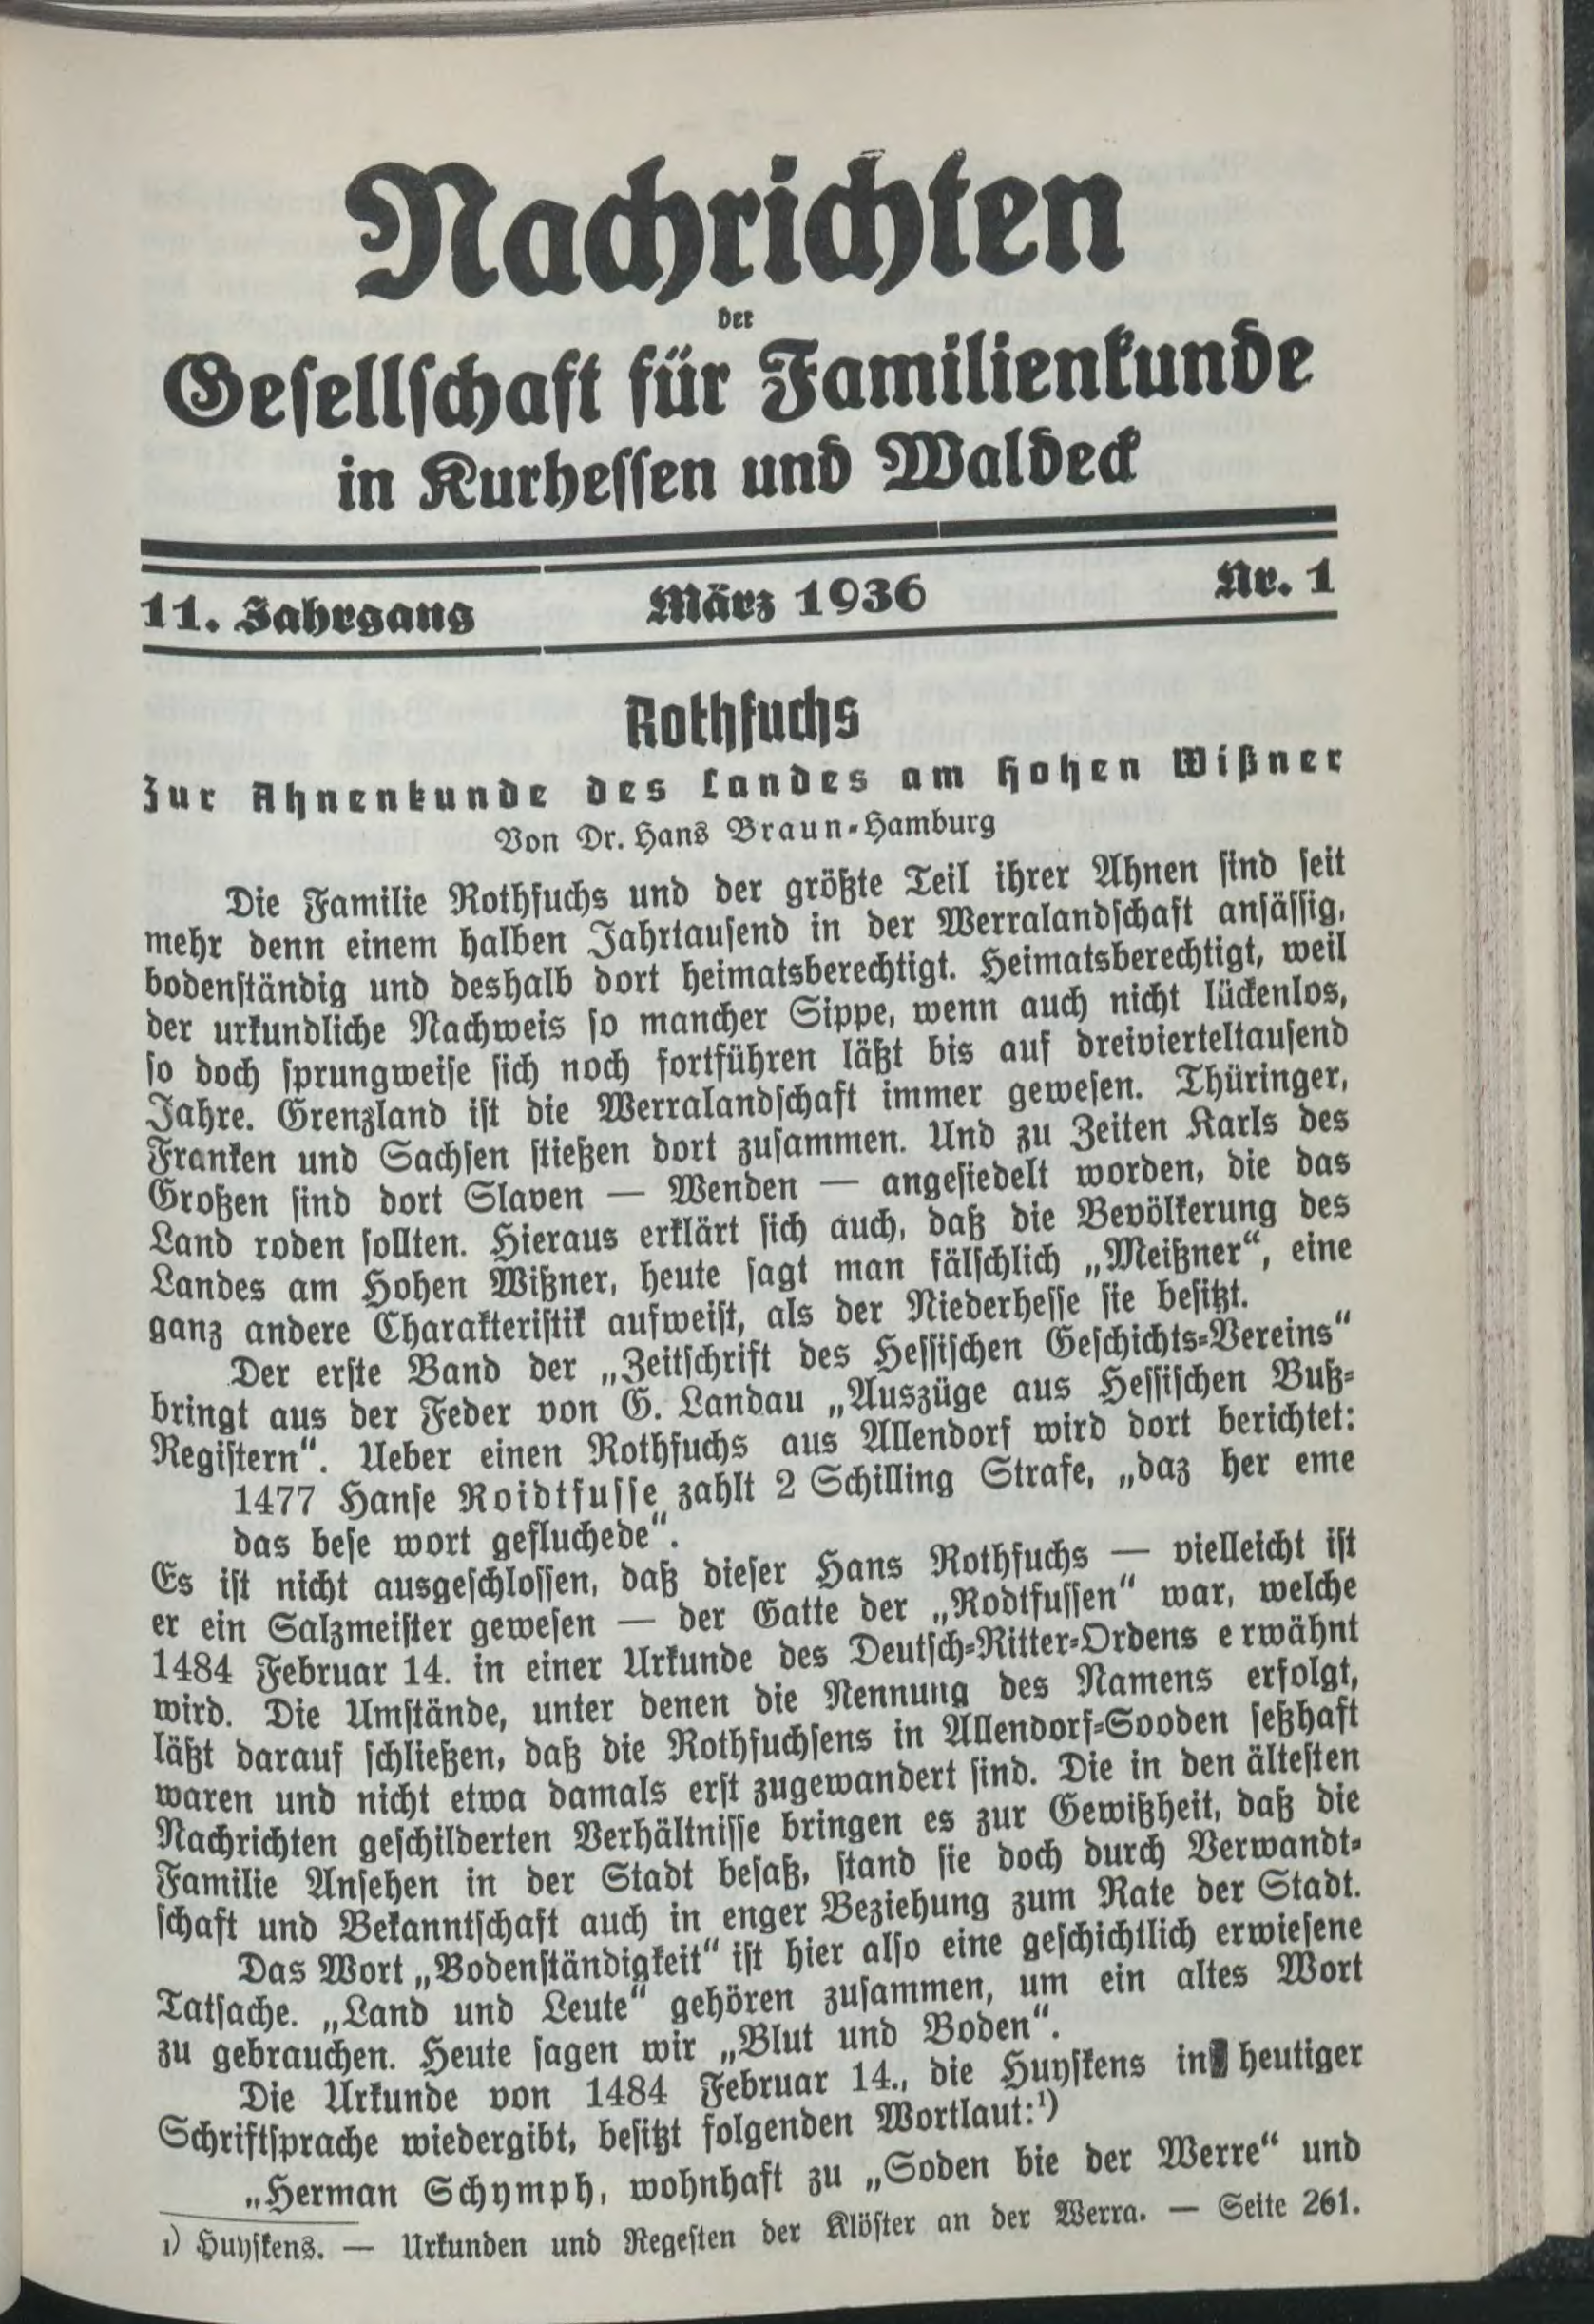 Nachrichten
der
Gesellschaft für Familienkunde
in Kurhessen und Waldeck
11. Jahrgang März 1936 Nr. 1
Rothfuchs
Zur Ahnenkunde des Landes am Hohen Wißner
Von Dr. Hans Braun-Hamburg
Die Familie Rothfuchs und der größte Teil ihrer Ahnen sind seit
mehr denn einem halben Jahrtausend in der Werralandschaft ansässig,
bodenständig und deshalb dort heimatsberechtigt. Heimatsberechtigt, weil
der urkundliche Nachweis so mancher Sippe, wenn auch nicht lückenlos,
so doch sprungweise sich noch fortführen läßt bis auf dreivierteltausend
Jahre. Grenzland ist die Werralandschaft immer gewesen. Thüringer,
Franken und Sachsen stießen dort zusammen. Und zu Zeiten Karls des
Großen sind dort Slaven — Wenden — angesiedelt worden, die das
Land roden sollten. Hieraus erklärt sich auch, daß die Bevölkerung des
Landes am Hohen Wißner, heute sagt man fälschlich „Meißner“, eine
ganz andere Charakteristik aufweist, als der Niederhesse sie besitzt.
Der erste Band der „Zeitschrift des Hessischen Geschichts-Vereins“
bringt aus der Feder von G. Landau „Auszüge aus Hessischen Buß-
Registern“. Ueber einen Rothfuchs aus Allendorf wird dort berichtet:
1477 Hanse Roidtfusse zahlt 2 Schilling Strafe, „daz her eme
das bese wort gefluchede“.
Es ist nicht ausgeschlossen, daß dieser Hans Rothfuchs — vielleicht ist
er ein Salzmeister gewesen — der Gatte der „Rodtfussen“ war, welche
1484 Februar 14. in einer Urkunde des Deutsch-Ritter-Ordens erwähnt
wird. Die Umstände, unter denen die Nennung des Namens erfolgt,
läßt darauf schließen, daß die Rothfuchsens in Allendorf-Sooden seßhaft
waren und nicht etwa damals erst zugewandert sind. Die in den ältesten
Nachrichten geschilderten Verhältnisse bringen es zur Gewißheit, daß die
Familie Ansehen in der Stadt besaß, stand sie doch durch Verwandt-
schaft und Bekanntschaft auch in enger Beziehung zum Rate der Stadt.
Das Wort „Bodenständigkeit“ ist hier also eine geschichtlich erwiesene
Tatsache. „Land und Leute“ gehören zusammen, um ein altes Wort
zu gebrauchen. Heute sagen wir „Blut und Boden“.
Die Urkunde von 1484 Februar 14., die Huyskens in heutiger
Schriftsprache wiedergibt, besitzt folgenden Wortlaut:¹)
„Herman Schymph, wohnhaft zu „Soden bie der Werre“ und
1) Huyskens. — Urkunden und Regesten der Klöster an der Werra. — Seite 261.